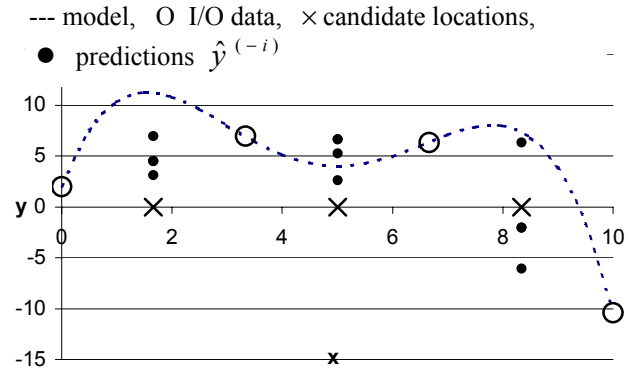 --- model, O I/O data, × candidate locations,
● predictions ŷ ⁽⁻ⁱ⁾
10
5
y 0
0 2 4 6 8 10
-5
-10
-15
x